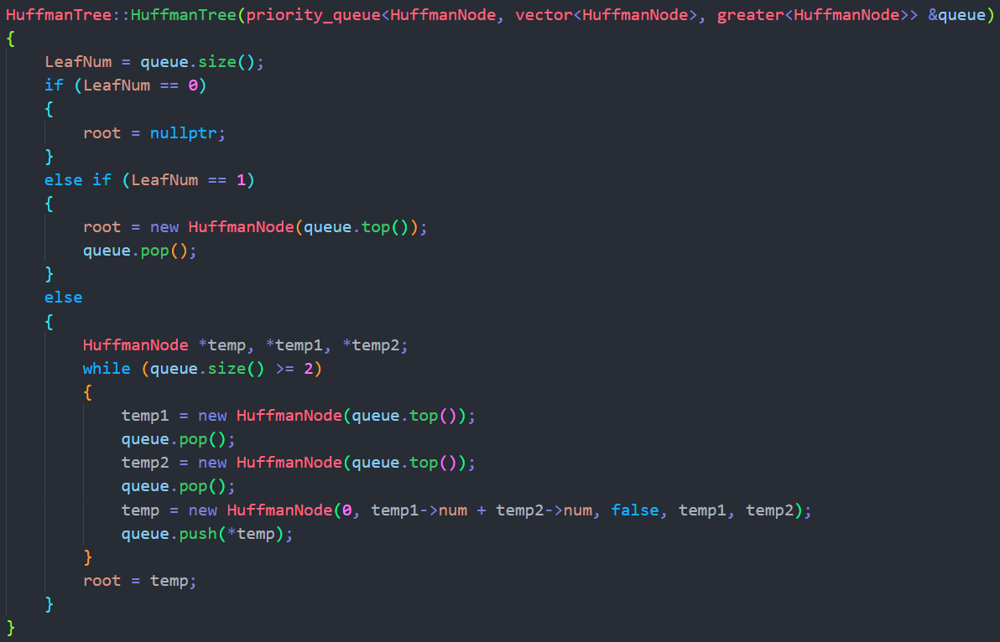 HuffmanTree::HuffmanTree(priority_queue<HuffmanNode, vector<HuffmanNode>, greater<HuffmanNode>> &queue)
{
    LeafNum = queue.size();
    if (LeafNum == 0)
    {
        root = nullptr;
    }
    else if (LeafNum == 1)
    {
        root = new HuffmanNode(queue.top());
        queue.pop();
    }
    else
    {
        HuffmanNode *temp, *temp1, *temp2;
        while (queue.size() >= 2)
        {
            temp1 = new HuffmanNode(queue.top());
            queue.pop();
            temp2 = new HuffmanNode(queue.top());
            queue.pop();
            temp = new HuffmanNode(0, temp1->num + temp2->num, false, temp1, temp2);
            queue.push(*temp);
        }
        root = temp;
    }
}